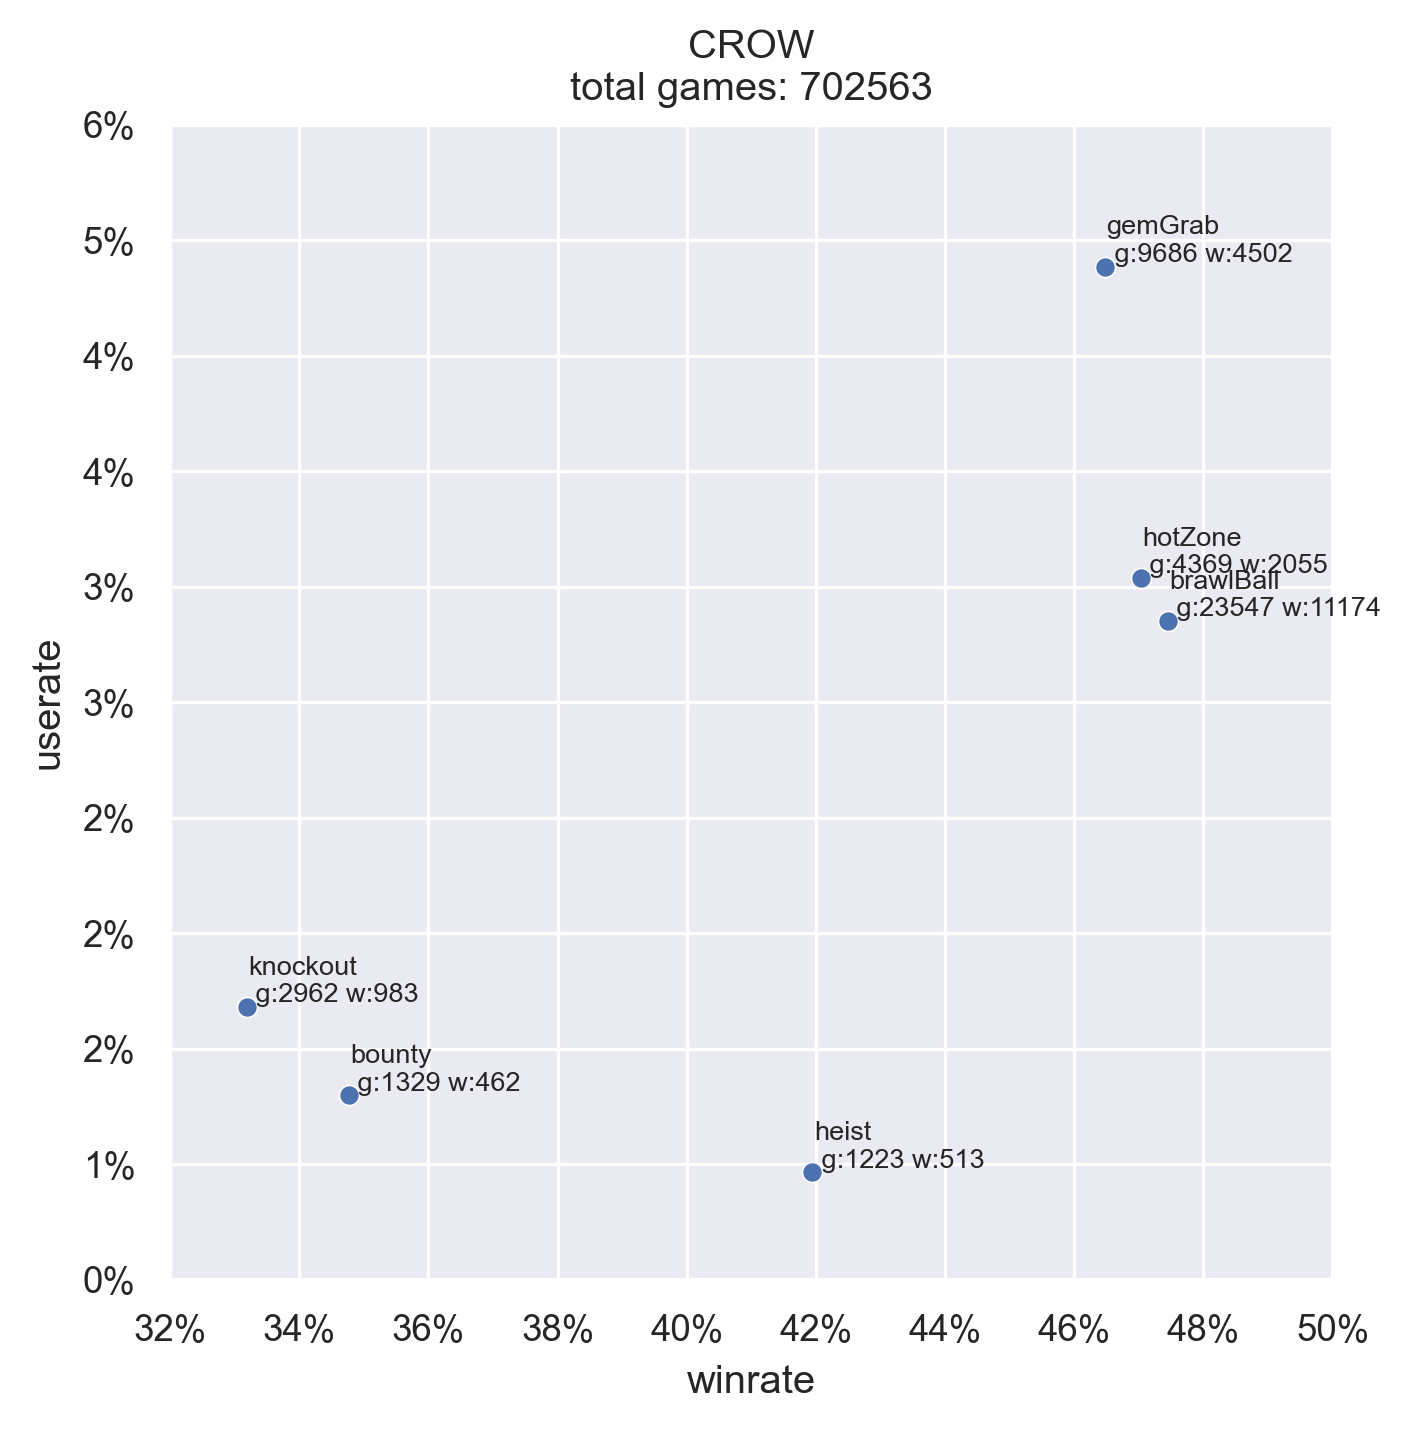 CROW
total games: 702563
6%
5%
4%
4%
3%
3%
2%
2%
2%
1%
0%
userate
gemGrab
g:9686 w:4502
hotZone
g:4369 w:2055
brawlBall
g:23547 w:11174
knockout
g:2962 w:983
bounty
g:1329 w:462
heist
g:1223 w:513
32% 34% 36% 38% 40% 42% 44% 46% 48% 50%
winrate